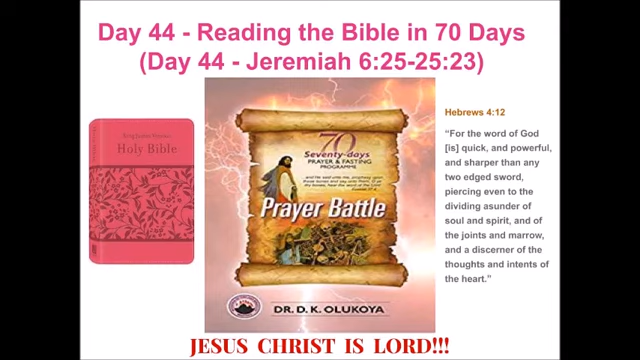 Day 44 - Reading the Bible in 70 Days
(Day 44 - Jeremiah 6:25-25:23)
Holy Bible
70
Seventy-days
PRAYER & FASTING
PROGRAMME
Prayer Battle
DR. D. K. OLUKOYA
Hebrews 4:12
“For the word of God
[is] quick, and powerful,
and sharper than any
two edged sword,
piercing even to the
dividing asunder of
soul and spirit, and of
the joints and marrow,
and a discerner of the
thoughts and intents of
the heart.”
JESUS CHRIST IS LORD!!!